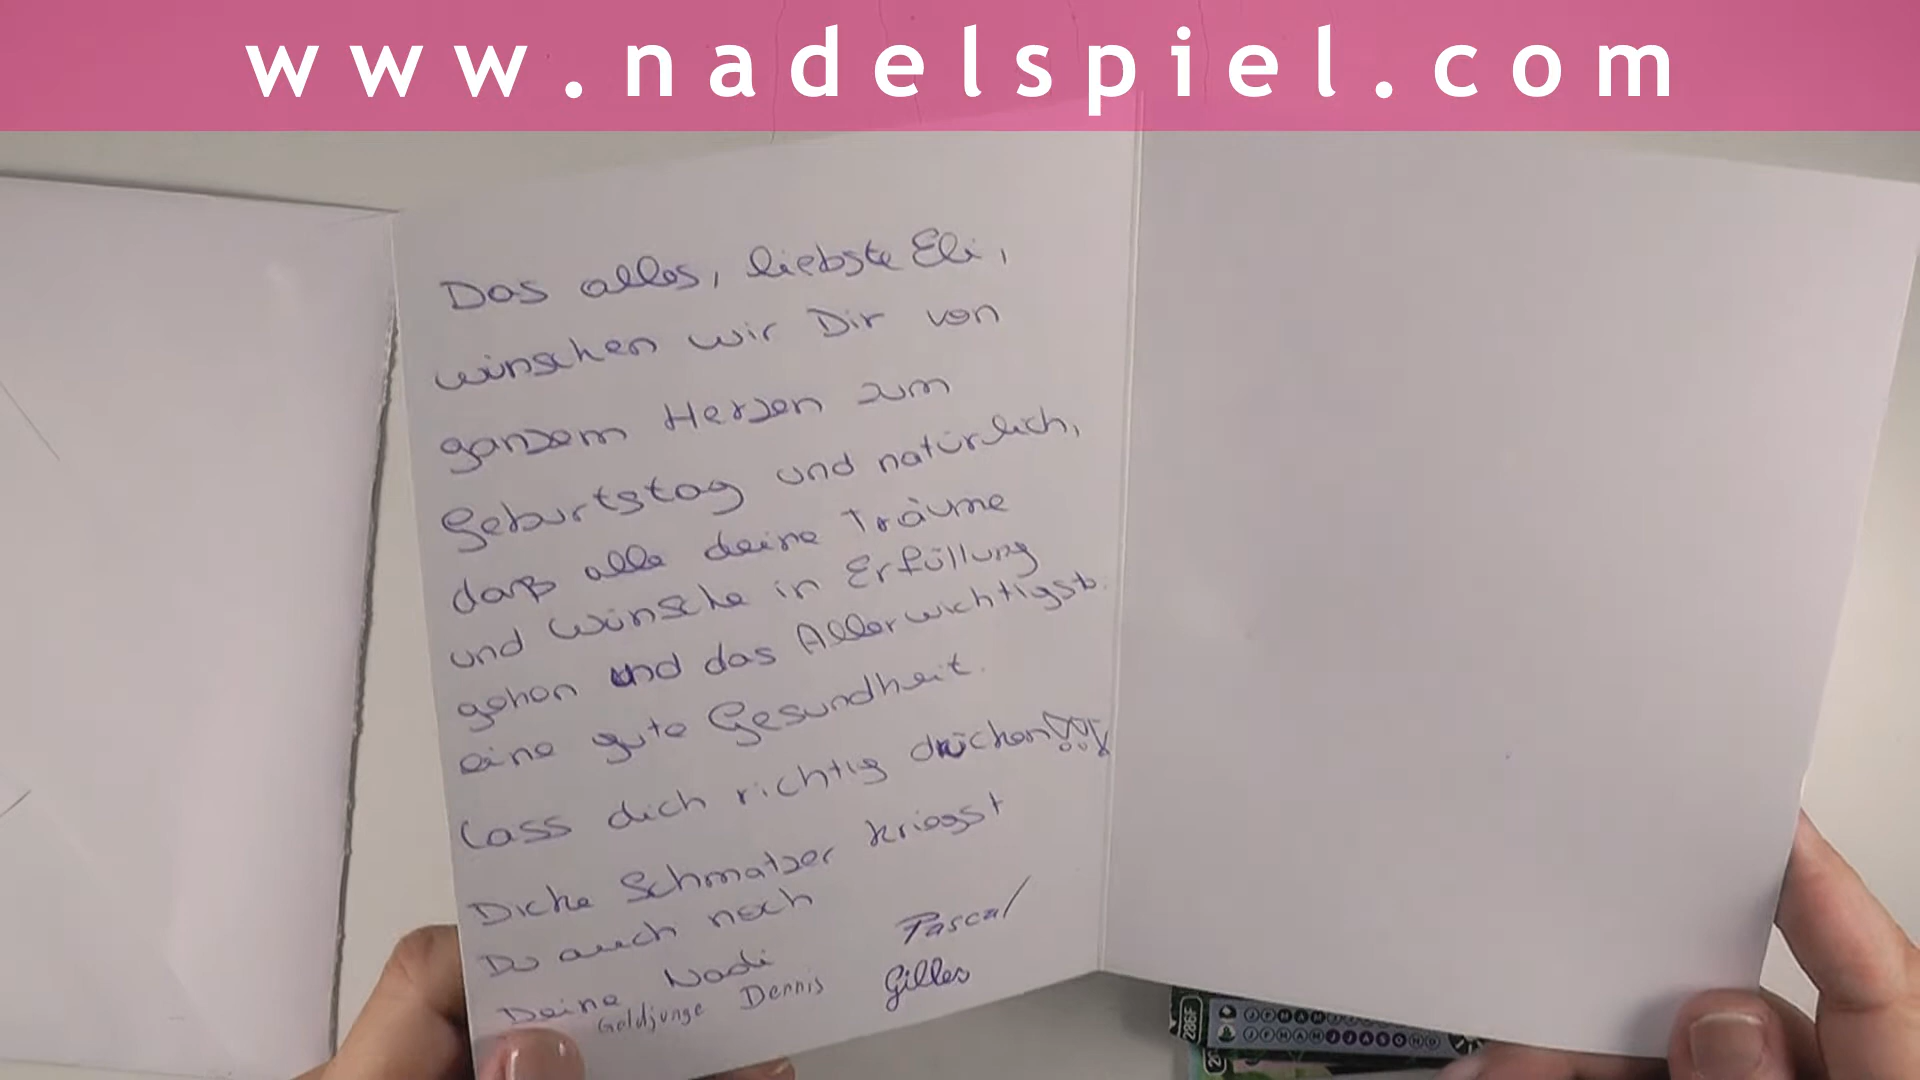 www.nadelspiel.com
Das alles, liebste Eli,
wünschen wir Dir von
ganzem Herzen zum
Geburtstag und natürlich,
daß alle deine Träume
und Wünsche in Erfüllung
gehen und das Allerwichtigste.
eine gute Gesundheit.
Lass dich richtig drücken!!!
Dicke Schmatzer kriegst
Du auch noch
Deine Nadi
Pascal
Goldjunge Dennis
Gilles
286F
J F M A M
J F M A M J J A S O N D